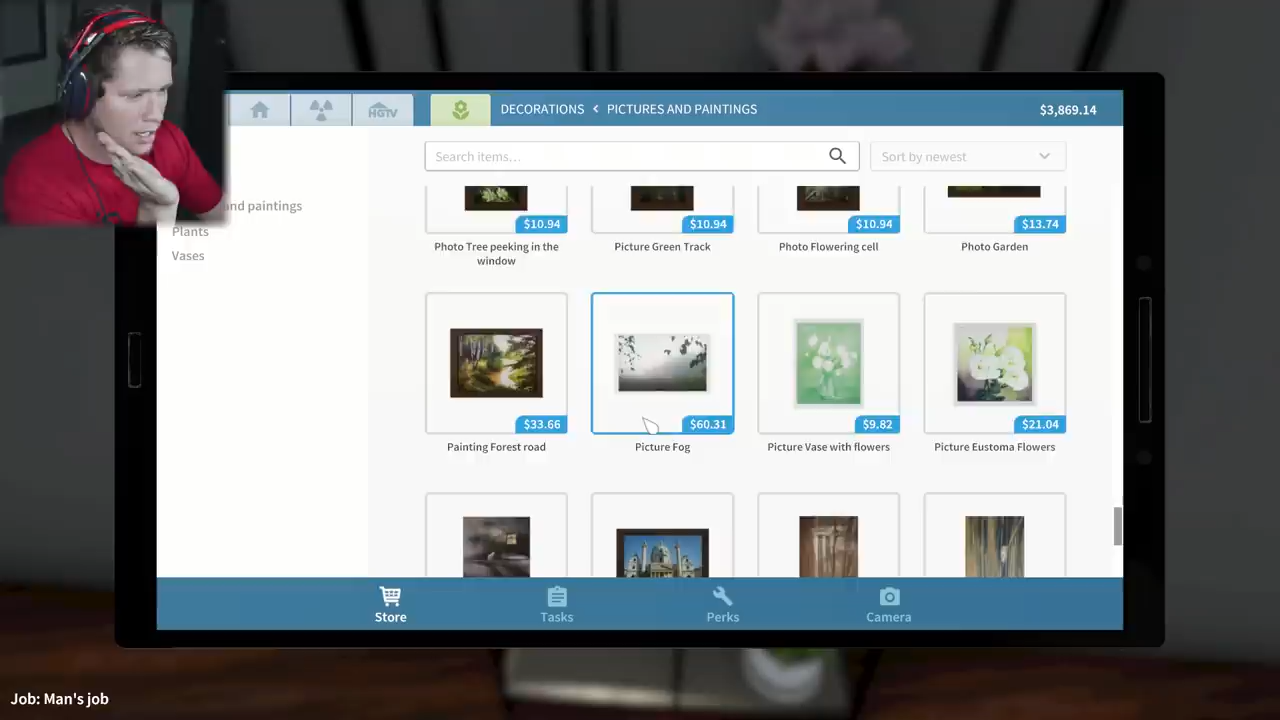 HGTV
DECORATIONS < PICTURES AND PAINTINGS
$3,869.14
Search items...
Sort by newest
and paintings
Plants
Vases
$10.94
$10.94
$10.94
$13.74
Photo Tree peeking in the
window
Picture Green Track
Photo Flowering cell
Photo Garden
$33.66
$60.31
$9.82
$21.04
Painting Forest road
Picture Fog
Picture Vase with flowers
Picture Eustoma Flowers
Store
Tasks
Perks
Camera
Job: Man's job